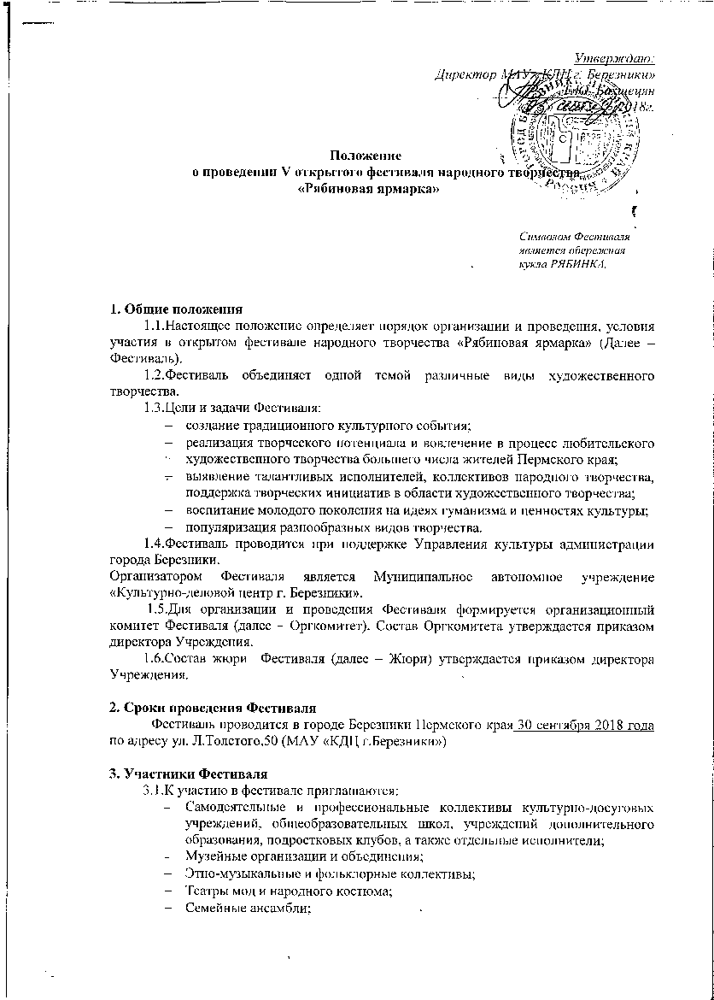 Утверждаю:
Директор МАУ «КДЦ г. Березники»
2018г.
Положение
о проведении V открытого фестиваля народного творчества
«Рябиновая ярмарка»
Символом Фестиваля
является обережная
кукла РЯБИНКА.
1. Общие положения
1.1.Настоящее положение определяет порядок организации и проведения, условия
участия в открытом фестивале народного творчества «Рябиновая ярмарка» (Далее –
Фестиваль).
1.2.Фестиваль объединяет одной темой различные виды художественного
творчества.
1.3.Цели и задачи Фестиваля:
– создание традиционного культурного события;
– реализация творческого потенциала и вовлечение в процесс любительского
художественного творчества большего числа жителей Пермского края;
– выявление талантливых исполнителей, коллективов народного творчества,
поддержка творческих инициатив в области художественного творчества;
– воспитание молодого поколения на идеях гуманизма и ценностях культуры;
– популяризация разнообразных видов творчества.
1.4.Фестиваль проводится при поддержке Управления культуры администрации
города Березники.
Организатором Фестиваля является Муниципальное автономное учреждение
«Культурно-деловой центр г. Березники».
1.5.Для организации и проведения Фестиваля формируется организационный
комитет Фестиваля (далее – Оргкомитет). Состав Оргкомитета утверждается приказом
директора Учреждения.
1.6.Состав жюри Фестиваля (далее – Жюри) утверждается приказом директора
Учреждения.
2. Сроки проведения Фестиваля
Фестиваль проводится в городе Березники Пермского края 30 сентября 2018 года
по адресу ул. Л.Толстого,50 (МАУ «КДЦ г.Березники»)
3. Участники Фестиваля
3.1.К участию в фестивале приглашаются:
– Самодеятельные и профессиональные коллективы культурно-досуговых
учреждений, общеобразовательных школ, учреждений дополнительного
образования, подростковых клубов, а также отдельные исполнители;
- Музейные организации и объединения;
– Этно-музыкальные и фольклорные коллективы;
– Театры мод и народного костюма;
– Семейные ансамбли;